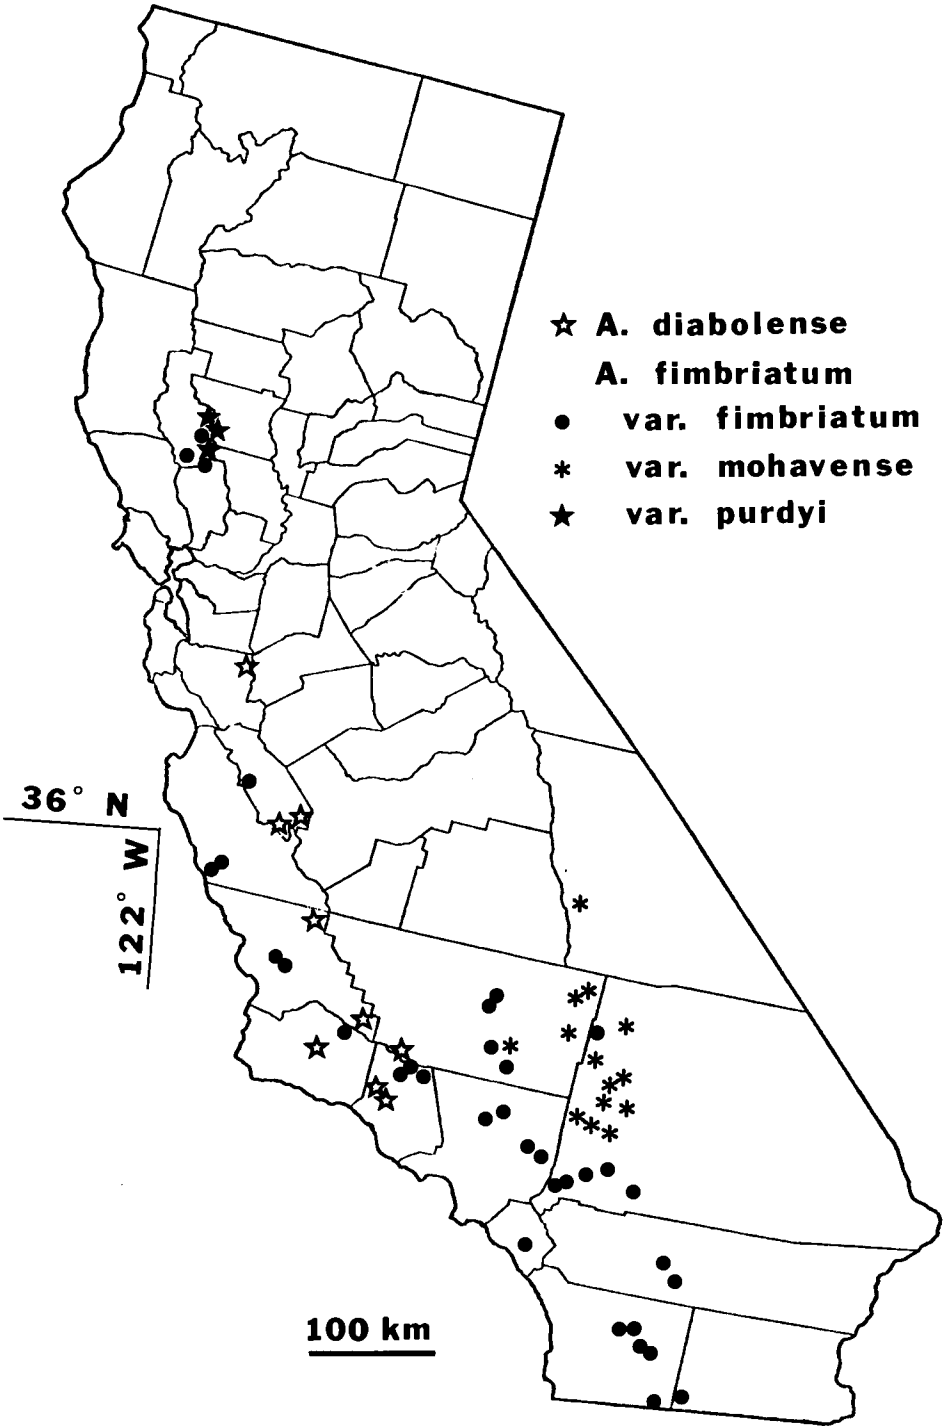 ☆ A. diabolense
A. fimbriatum
● var. fimbriatum
* var. mohavense
★ var. purdyi
36° N
122° W
100 km